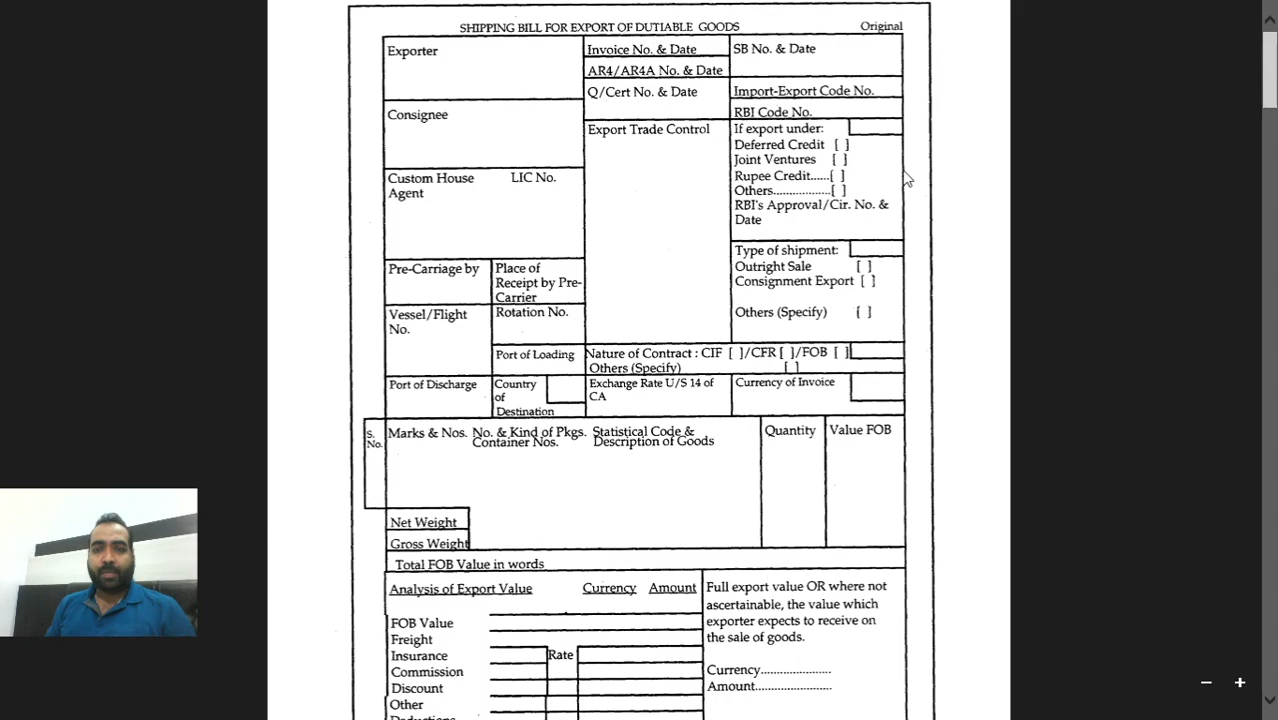 SHIPPING BILL FOR EXPORT OF DUTIABLE GOODS
Original
Exporter
Invoice No. & Date
SB No. & Date
AR4/AR4A No. & Date
Q/Cert No. & Date
Import-Export Code No.
RBI Code No.
Consignee
Export Trade Control
If export under:
Deferred Credit [ ]
Joint Ventures [ ]
Rupee Credit......[ ]
Others..................[ ]
RBI's Approval/Cir. No. &
Date
Custom House
Agent
LIC No.
Type of shipment:
Outright Sale [ ]
Consignment Export [ ]
Others (Specify) [ ]
Pre-Carriage by
Place of
Receipt by Pre-
Carrier
Vessel/Flight
No.
Rotation No.
Port of Loading
Nature of Contract : CIF [ ]/CFR [ ]/FOB [ ]
Others (Specify) [ ]
Port of Discharge
Country
of
Destination
Exchange Rate U/S 14 of
CA
Currency of Invoice
S.
No.
Marks & Nos.
No. & Kind of Pkgs.
Container Nos.
Statistical Code &
Description of Goods
Quantity
Value FOB
Net Weight
Gross Weight
Total FOB Value in words
Analysis of Export Value
Currency
Amount
Full export value OR where not
ascertainable, the value which
exporter expects to receive on
the sale of goods.
FOB Value
Freight
Insurance
Rate
Commission
Currency.....................
Discount
Amount.......................
Other
Deductions